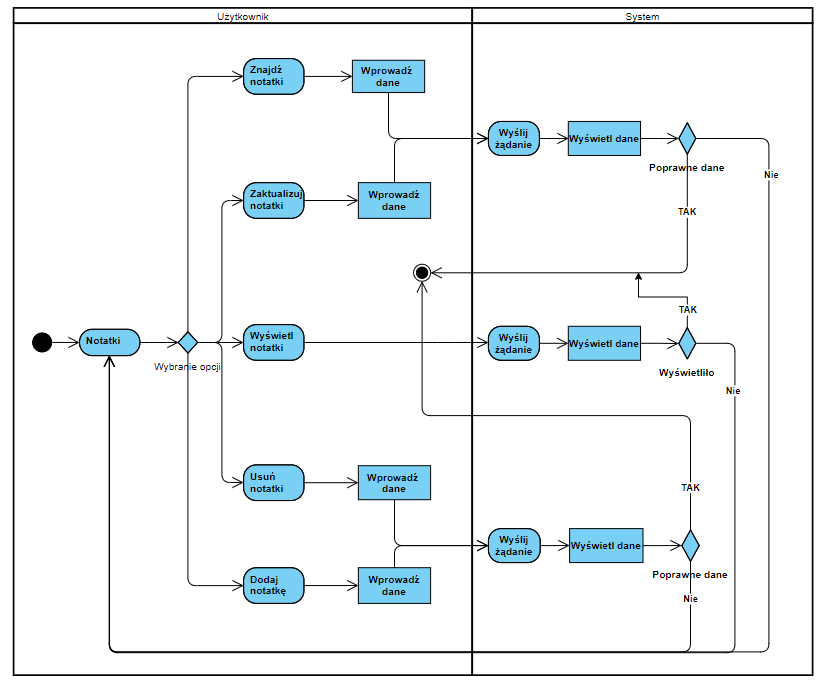 Użytkownik
System
Znajdź
notatki
Wprowadź
dane
Wyślij
żądanie
Wyświetl dane
Poprawne dane
Nie
TAK
Zaktualizuj
notatki
Wprowadź
dane
Notatki
Wybranie opcji
Wyświetl
notatki
Wyślij
żądanie
Wyświetl dane
TAK
Wyświetliło
Nie
Usuń
notatki
Wprowadź
dane
TAK
Wyślij
żądanie
Wyświetl dane
Poprawne dane
Nie
Dodaj
notatkę
Wprowadź
dane